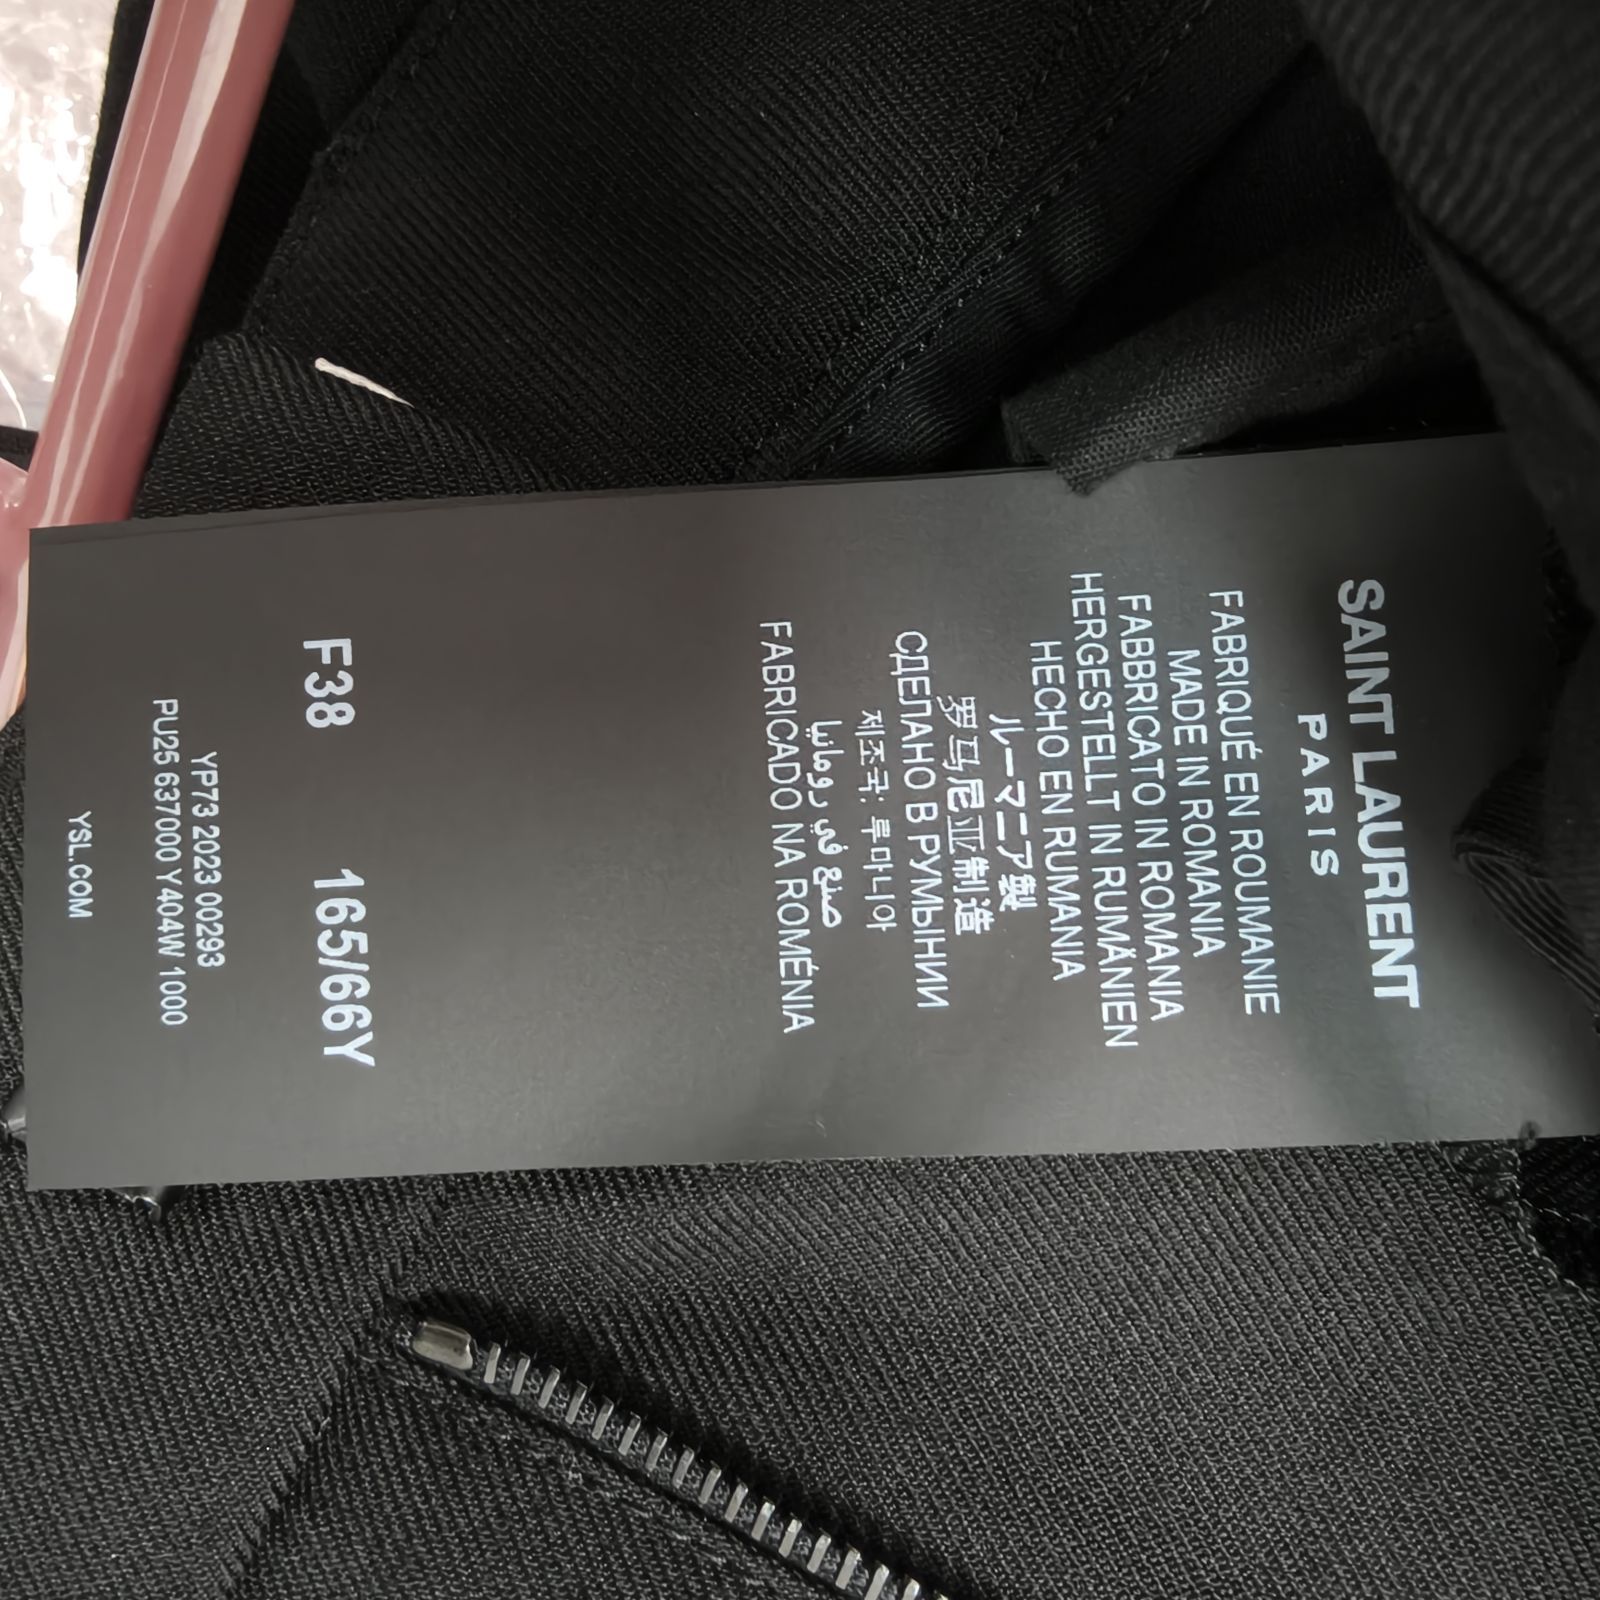 SAINT LAURENT
PARIS
FABRIQUÉ EN ROUMANIE
MADE IN ROMANIA
FABBRICATO IN ROMANIA
HERGESTELLT IN RUMÄNIEN
HECHO EN RUMANIA
ルーマニア製
罗马尼亚制造
СДЕЛАНО В РУМЫНИИ
제조국: 루마니아
صنع في رومانيا
FABRICADO NA ROMÉNIA
F38 165/66Y
YP73 2023 00293
PU25 637000 Y404W 1000
YSL.COM